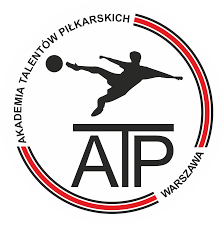 AKADEMIA TALENTÓW PIŁKARSKICH
ATP
WARSZAWA